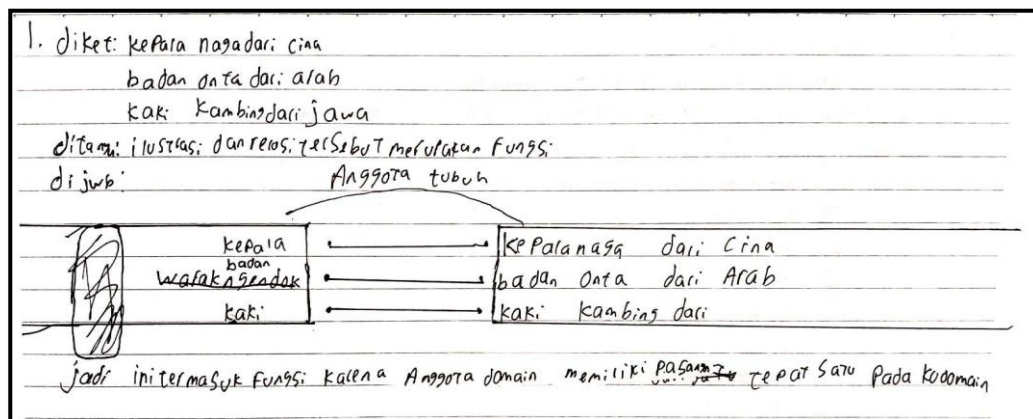 1. diket: kepala naga dari cina
badan onta dari arab
kaki kambing dari jawa
ditanya: ilustrasi dan relasi tersebut merupakan fungsi
dijwb:
Anggota tubuh
kepala kepala naga dari Cina
badan
warak ngendok badan Onta dari Arab
kaki kaki kambing dari
jadi ini termasuk fungsi karena Anggota domain memiliki pasangan tepat satu pada kodomain